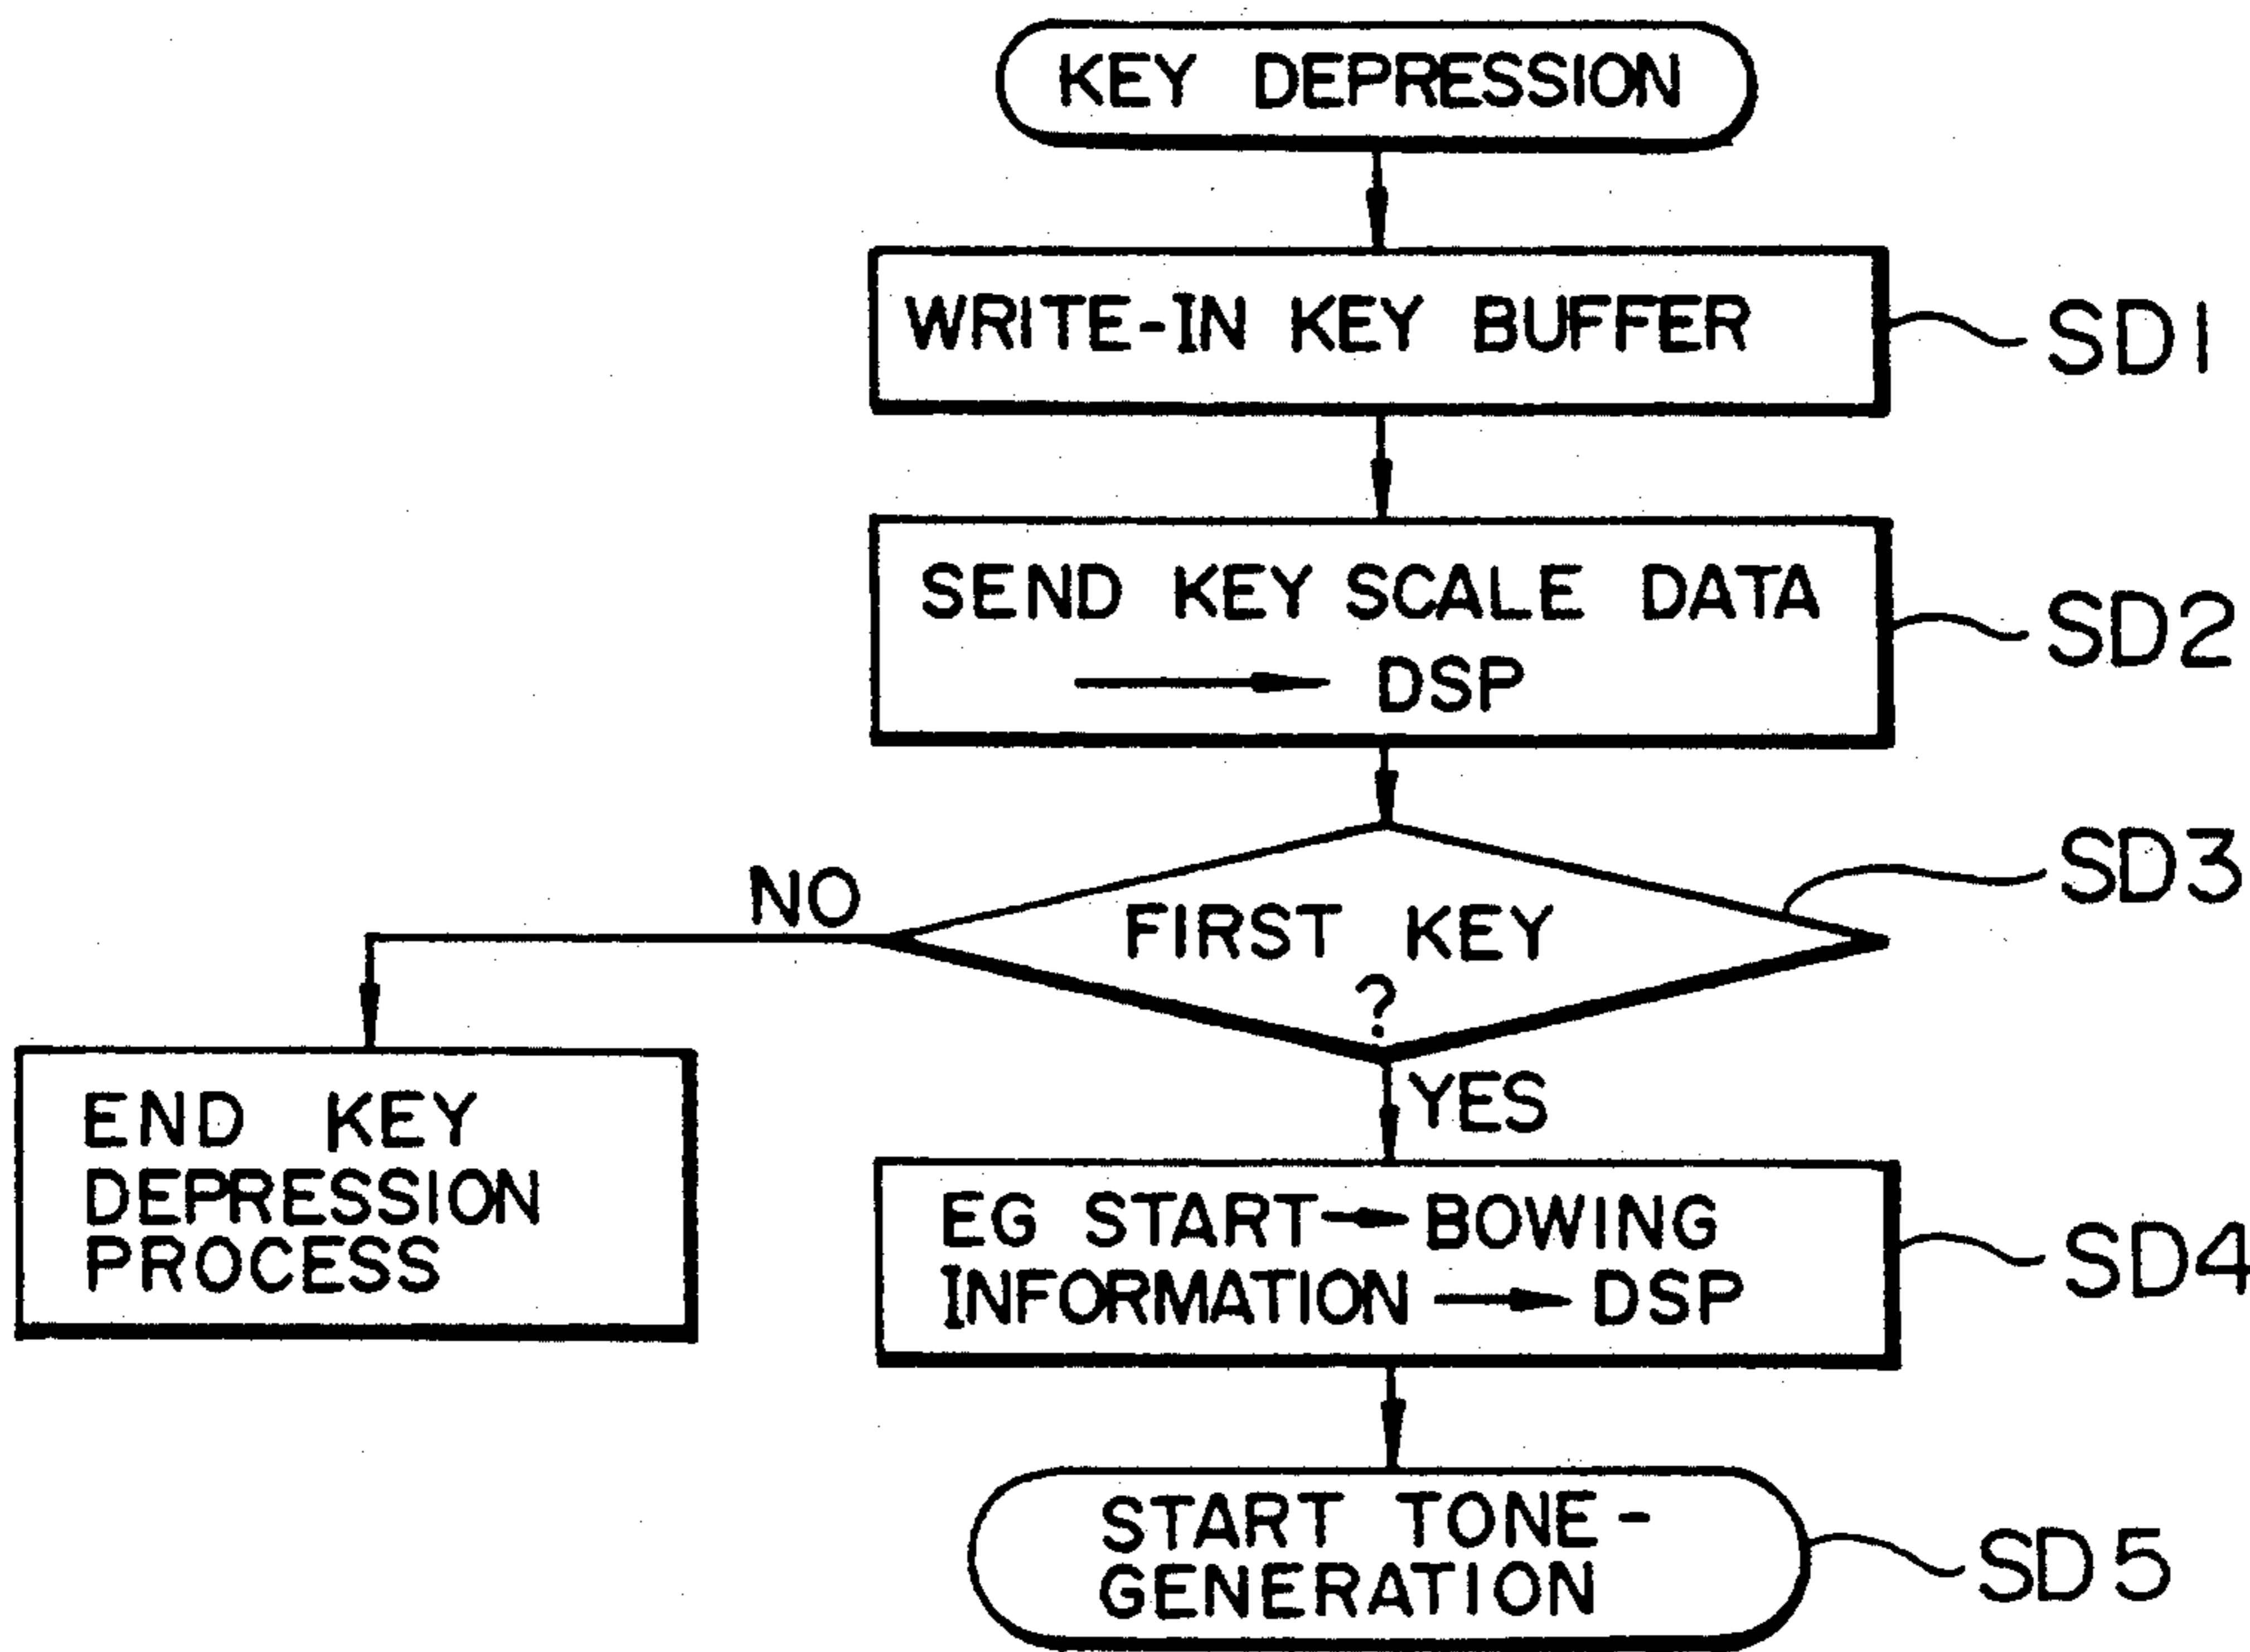 KEY DEPRESSION
WRITE-IN KEY BUFFER
SD1
SEND KEY SCALE DATA
→ DSP
SD2
SD3
NO
FIRST KEY
?
YES
END KEY
DEPRESSION
PROCESS
EG START → BOWING
INFORMATION → DSP
SD4
START TONE-
GENERATION
SD5